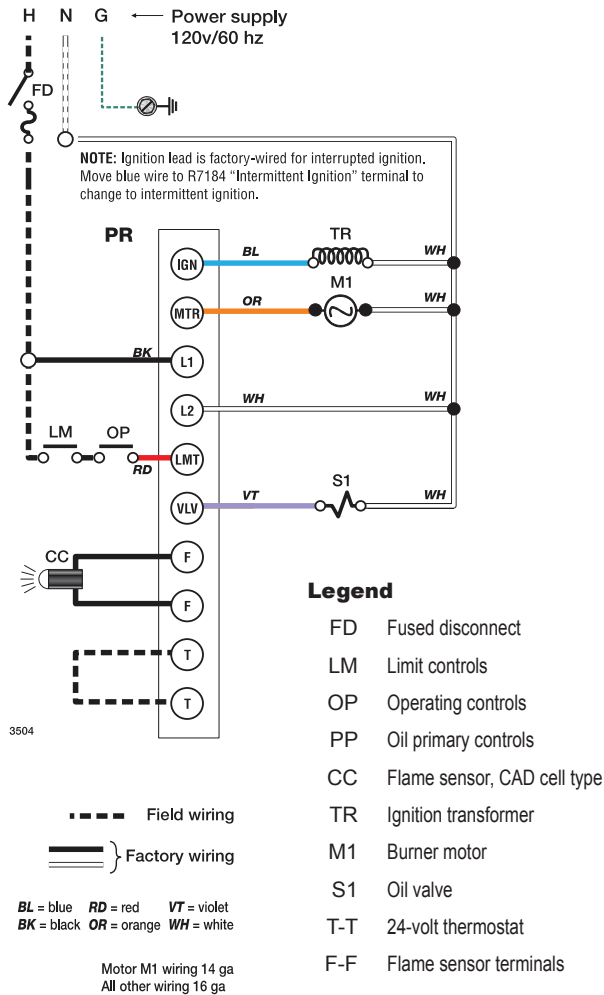 H N G Power supply
120v/60 hz
FD
NOTE: Ignition lead is factory-wired for interrupted ignition.
Move blue wire to R7184 “Intermittent Ignition” terminal to
change to intermittent ignition.
PR
TR
IGN BL WH
M1
MTR OR WH
BK L1
L2 WH WH
LM OP
RD LMT
S1
VLV VT WH
CC F
F
T
T
3504
Legend
FD Fused disconnect
LM Limit controls
OP Operating controls
PP Oil primary controls
CC Flame sensor, CAD cell type
TR Ignition transformer
M1 Burner motor
S1 Oil valve
T-T 24-volt thermostat
F-F Flame sensor terminals
Field wiring
Factory wiring
BL = blue RD = red VT = violet
BK = black OR = orange WH = white
Motor M1 wiring 14 ga
All other wiring 16 ga